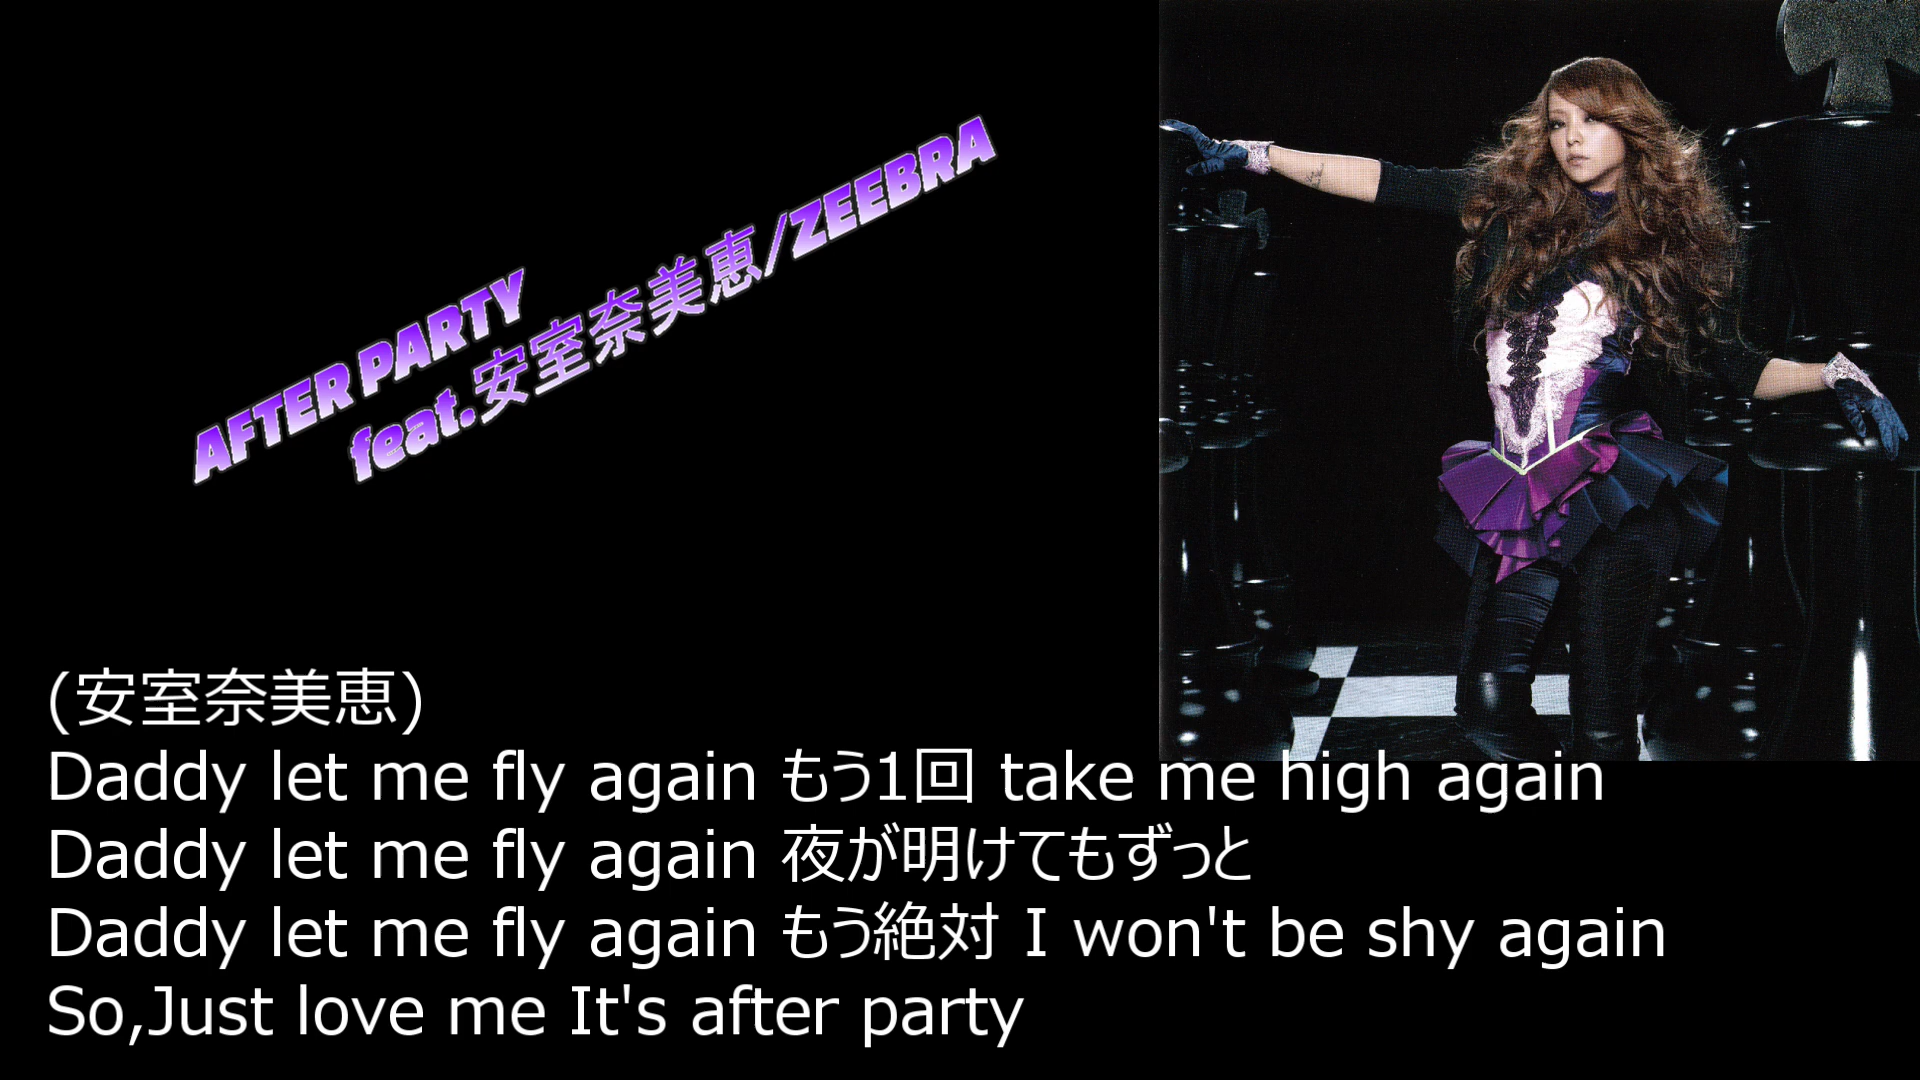 AFTER PARTY
feat.安室奈美恵/ZEEBRA
(安室奈美恵)
Daddy let me fly again もう1回 take me high again
Daddy let me fly again 夜が明けてもずっと
Daddy let me fly again もう絶対 I won't be shy again
So,Just love me It's after party